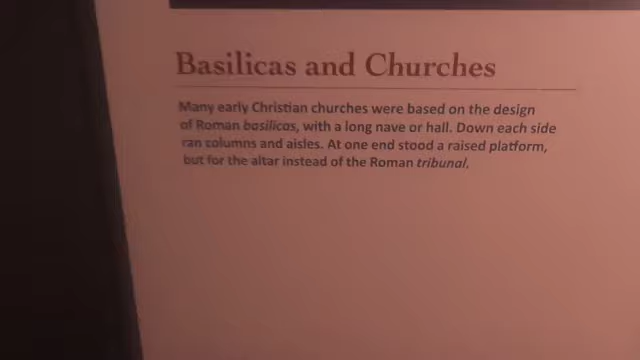 Basilicas and Churches
Many early Christian churches were based on the design
of Roman basilicas, with a long nave or hall. Down each side
ran columns and aisles. At one end stood a raised platform,
but for the altar instead of the Roman tribunal.